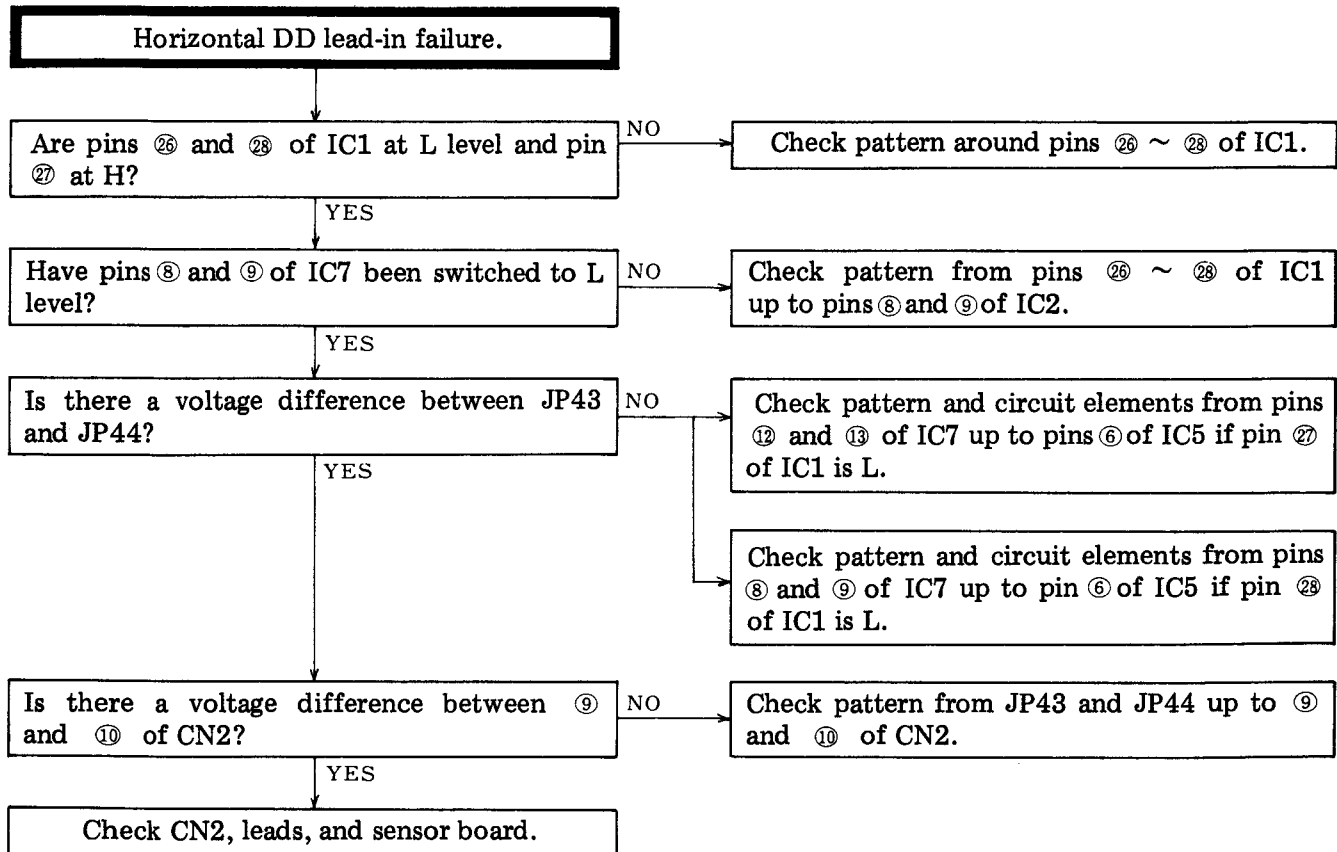 Horizontal DD lead-in failure.
Are pins ㉖ and ㉘ of IC1 at L level and pin
㉗ at H?
NO
Check pattern around pins ㉖ ~ ㉘ of IC1.
YES
Have pins ⑧ and ⑨ of IC7 been switched to L
level?
NO
Check pattern from pins ㉖ ~ ㉘ of IC1
up to pins ⑧ and ⑨ of IC2.
YES
Is there a voltage difference between JP43
and JP44?
NO
Check pattern and circuit elements from pins
⑫ and ⑬ of IC7 up to pins ⑥ of IC5 if pin ㉗
of IC1 is L.
YES
Check pattern and circuit elements from pins
⑧ and ⑨ of IC7 up to pin ⑥ of IC5 if pin ㉘
of IC1 is L.
Is there a voltage difference between ⑨
and ⑩ of CN2?
NO
Check pattern from JP43 and JP44 up to ⑨
and ⑩ of CN2.
YES
Check CN2, leads, and sensor board.